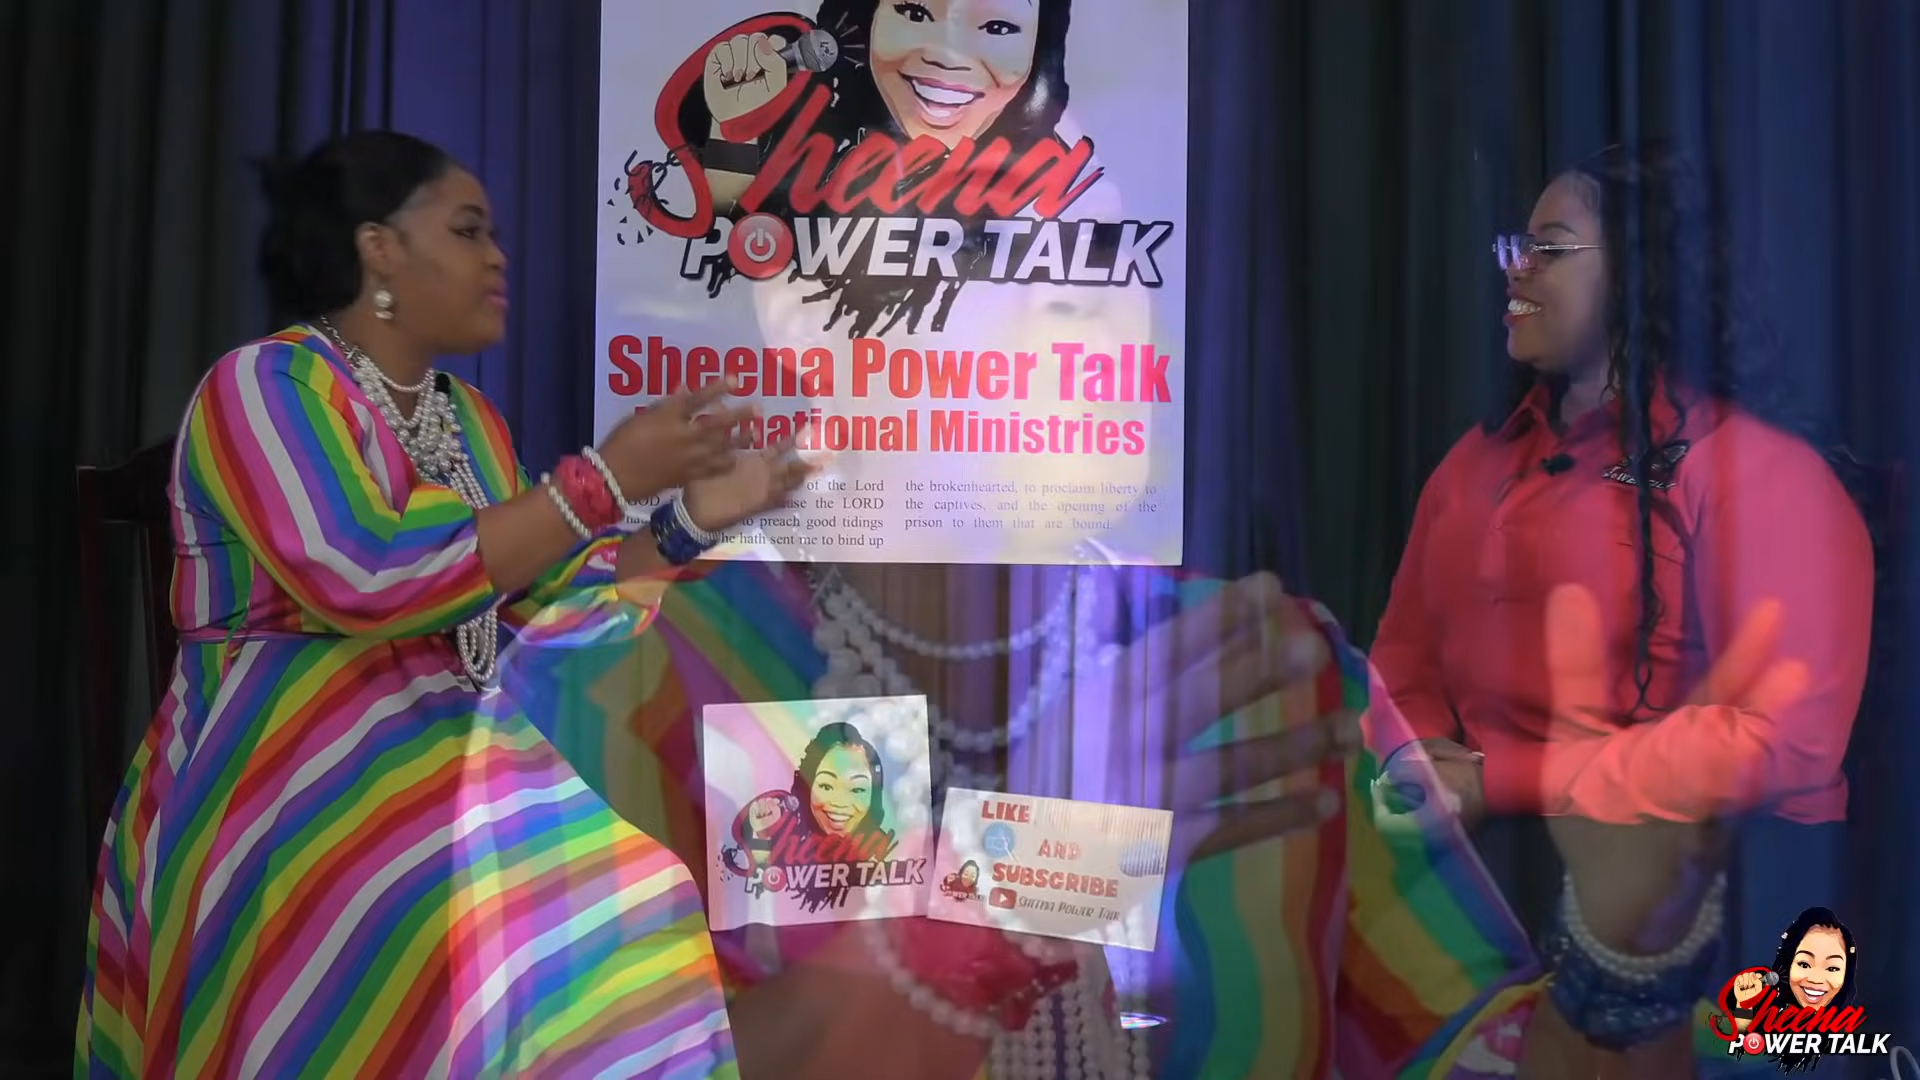 Sheena
POWER TALK
Sheena Power Talk
International Ministries
of the Lord
GOD
use the LORD
to preach good tidings
he hath sent me to bind up
the brokenhearted, to proclaim liberty to
the captives, and the opening of the
prison to them that are bound.
Sheena
POWER TALK
LIKE
AND
SUBSCRIBE
SHEENA POWER TALK
Sheena
POWER TALK